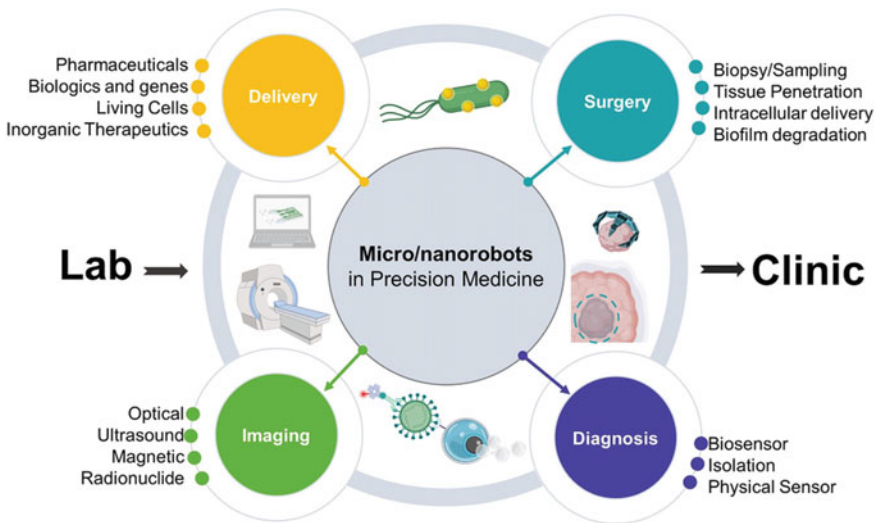 Pharmaceuticals
Biologics and genes
Living Cells
Inorganic Therapeutics
Delivery
Surgery
Biopsy/Sampling
Tissue Penetration
Intracellular delivery
Biofilm degradation
Lab
Micro/nanorobots
in Precision Medicine
Clinic
Optical
Ultrasound
Magnetic
Radionuclide
Imaging
Diagnosis
Biosensor
Isolation
Physical Sensor